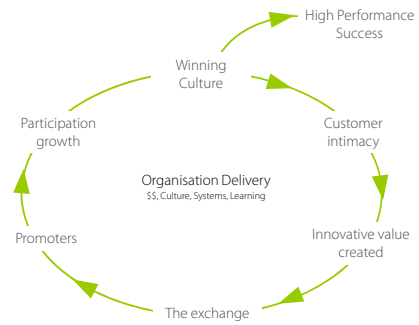 High Performance
Success
Winning
Culture
Participation
growth
Customer
intimacy
Organisation Delivery
$$, Culture, Systems, Learning
Promoters
Innovative value
created
The exchange